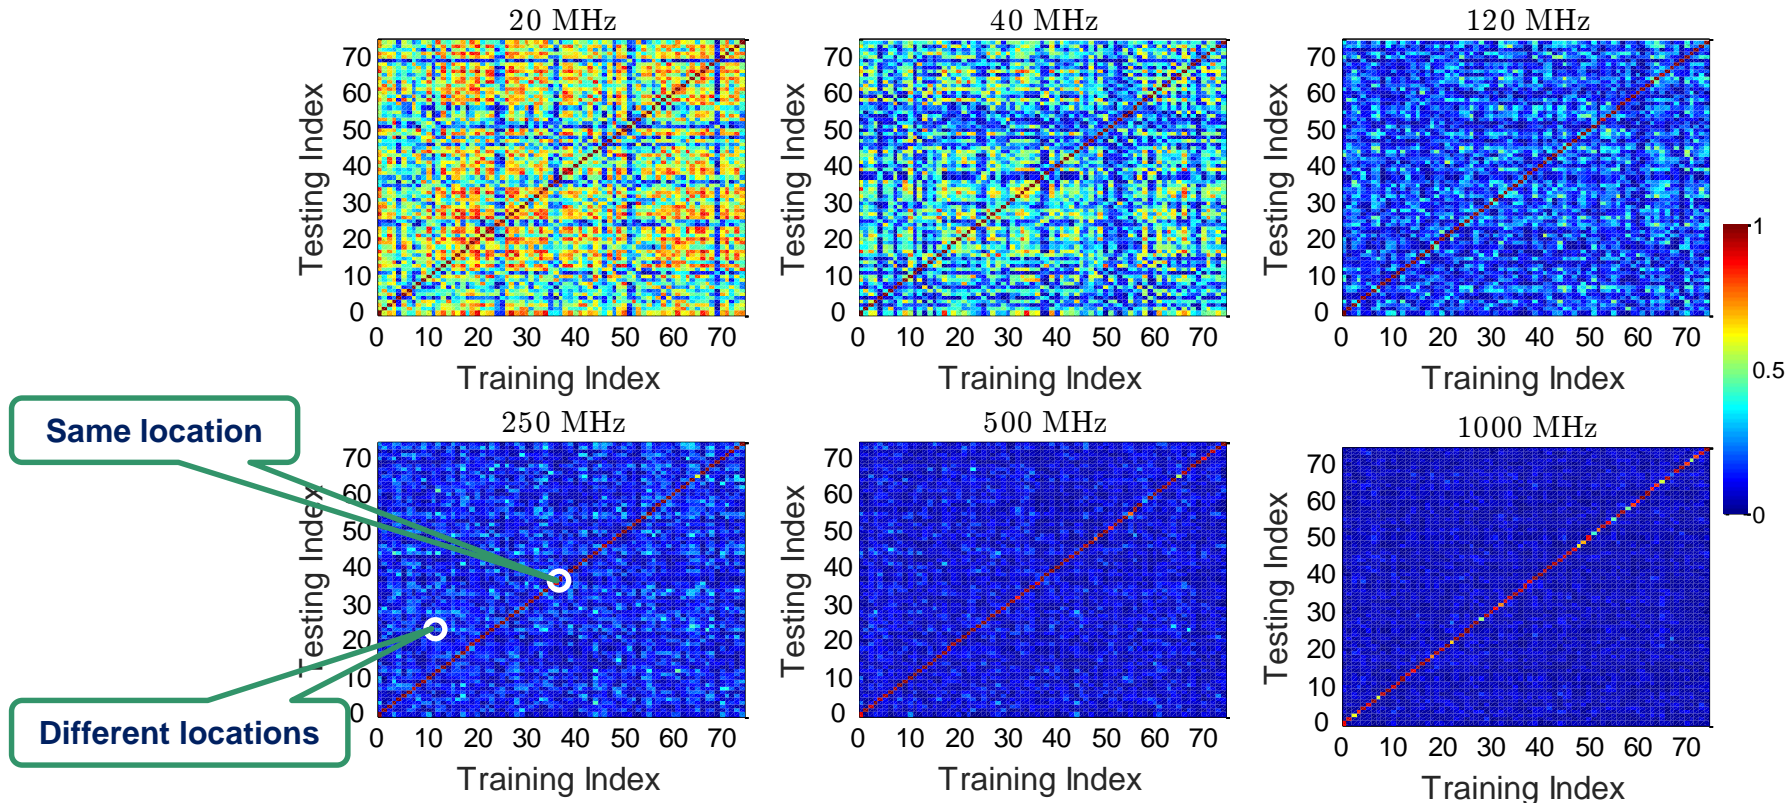 20 MHz
40 MHz
120 MHz
Testing Index
70
60
50
40
30
20
10
0
0 10 20 30 40 50 60 70
Training Index
Testing Index
70
60
50
40
30
20
10
0
0 10 20 30 40 50 60 70
Training Index
Testing Index
70
60
50
40
30
20
10
0
0 10 20 30 40 50 60 70
Training Index
1
0.5
0
Same location
Different locations
250 MHz
500 MHz
1000 MHz
Testing Index
70
60
50
40
30
20
10
0
0 10 20 30 40 50 60 70
Training Index
Testing Index
70
60
50
40
30
20
10
0
0 10 20 30 40 50 60 70
Training Index
Testing Index
70
60
50
40
30
20
10
0
0 10 20 30 40 50 60 70
Training Index